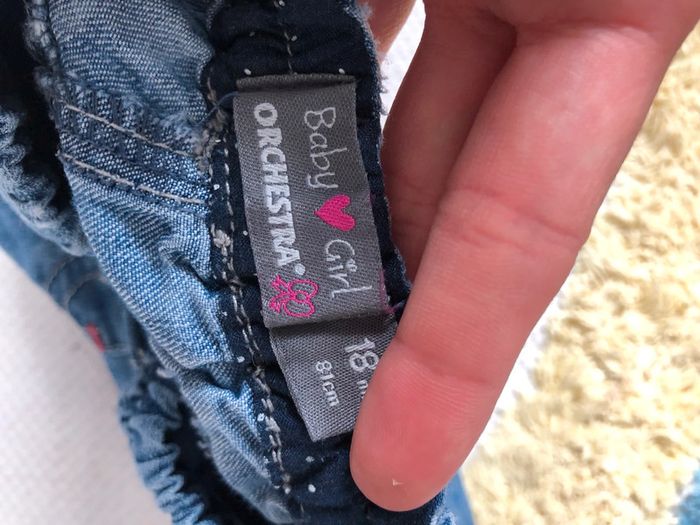 Baby Girl
ORCHESTRA®
18 m
81cm